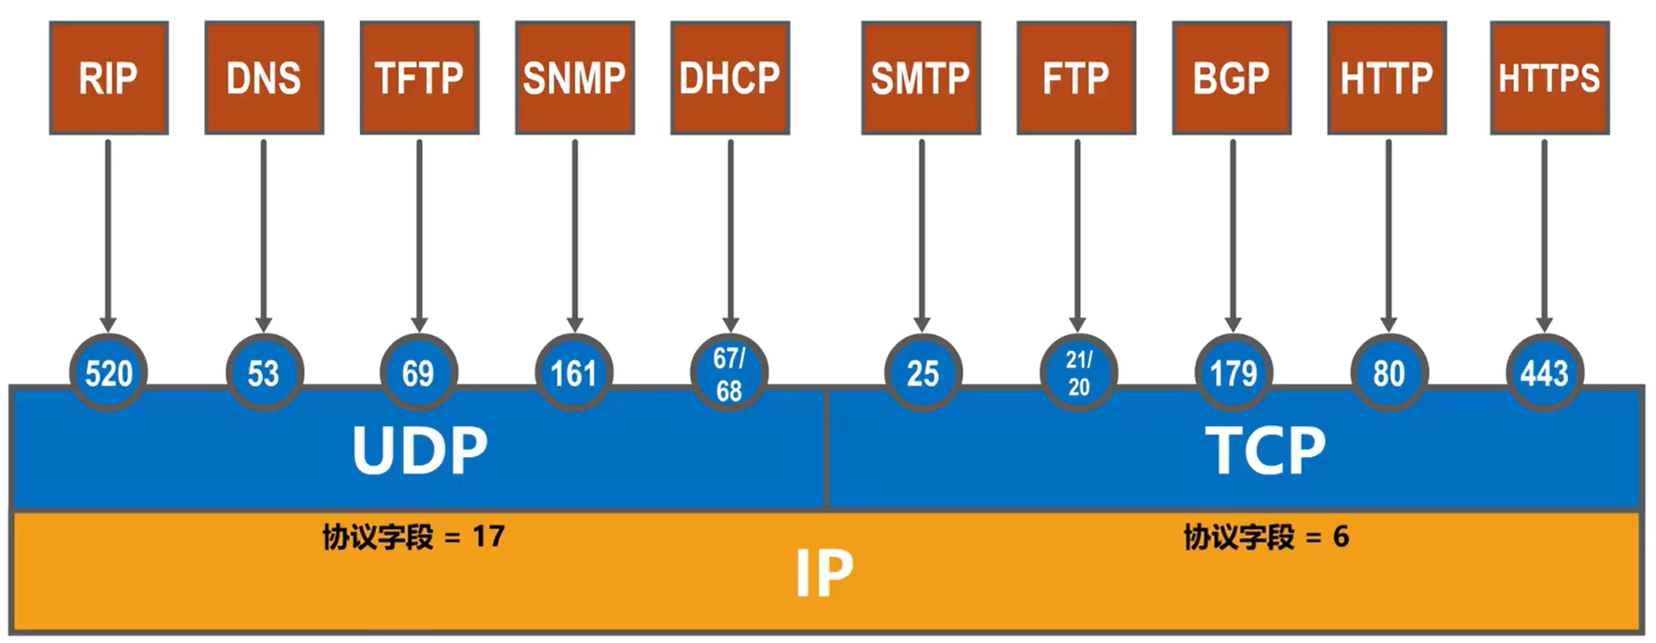 RIP DNS TFTP SNMP DHCP SMTP FTP BGP HTTP HTTPS
520 53 69 161 67/ 68 25 21/ 20 179 80 443
UDP TCP
协议字段 = 17 协议字段 = 6
IP